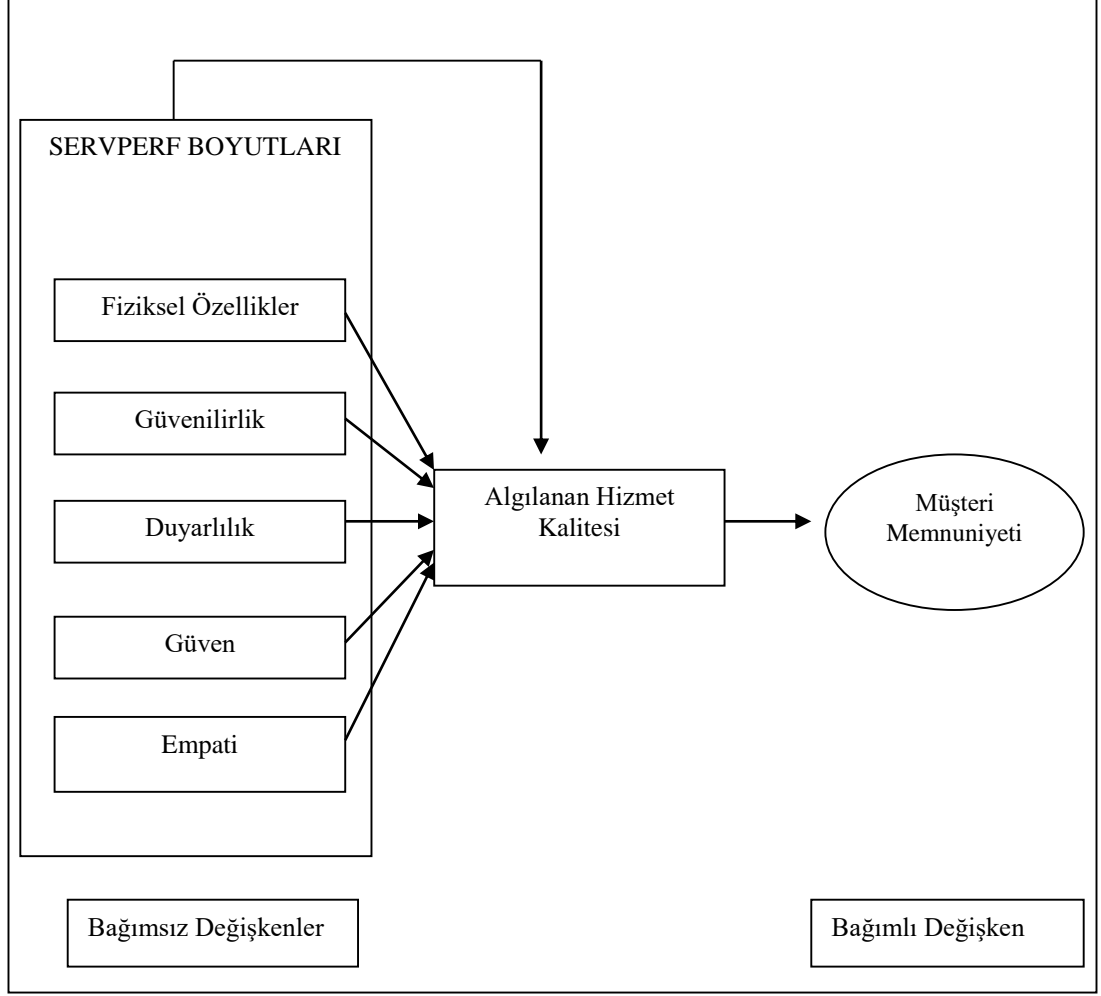 SERVPERF BOYUTLARI
Fiziksel Özellikler
Güvenilirlik
Duyarlılık
Güven
Empati
Algılanan Hizmet
Kalitesi
Müşteri
Memnuniyeti
Bağımsız Değişkenler
Bağımlı Değişken